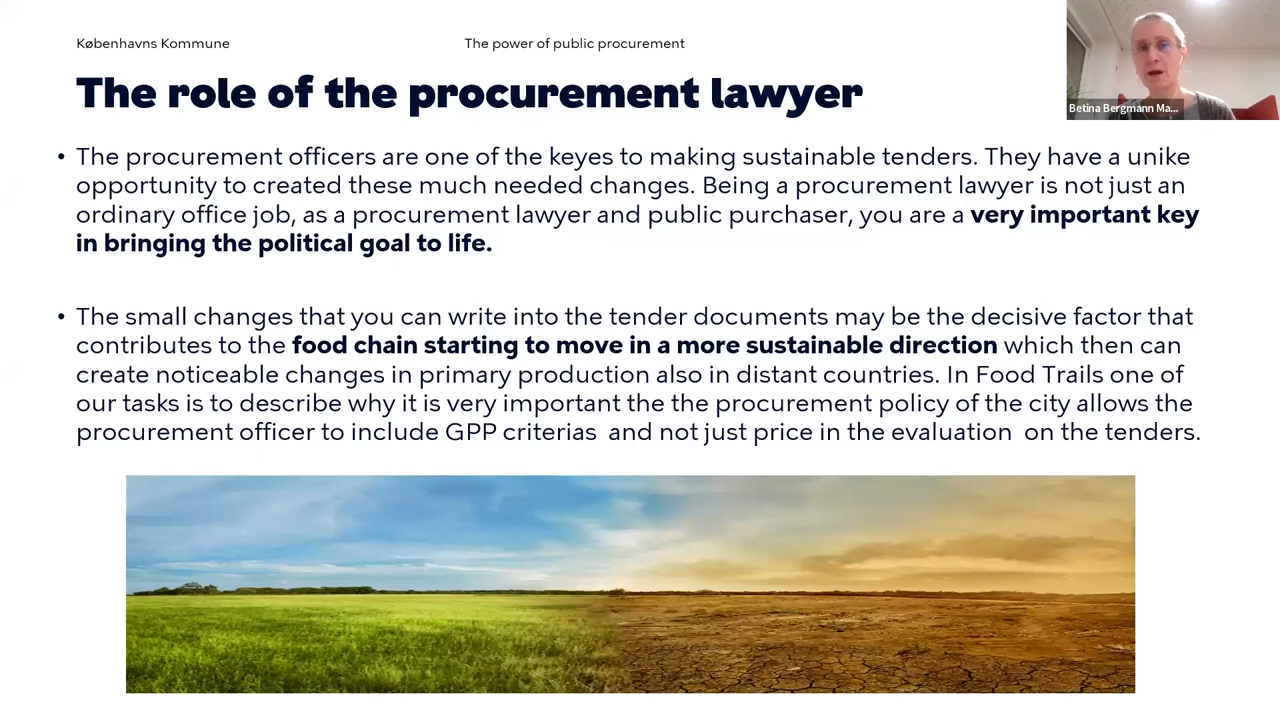 Københavns Kommune
The power of public procurement
Betina Bergmann Ma...
The role of the procurement lawyer
• The procurement officers are one of the keyes to making sustainable tenders. They have a unike
opportunity to created these much needed changes. Being a procurement lawyer is not just an
ordinary office job, as a procurement lawyer and public purchaser, you are a very important key
in bringing the political goal to life.
• The small changes that you can write into the tender documents may be the decisive factor that
contributes to the food chain starting to move in a more sustainable direction which then can
create noticeable changes in primary production also in distant countries. In Food Trails one of
our tasks is to describe why it is very important the the procurement policy of the city allows the
procurement officer to include GPP criterias and not just price in the evaluation on the tenders.